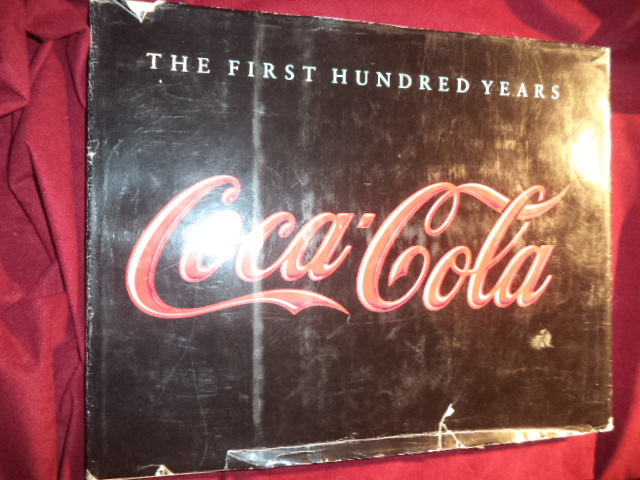 THE FIRST HUNDRED YEARS
Coca-Cola